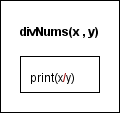 divNums(x , y)
print(x/y)